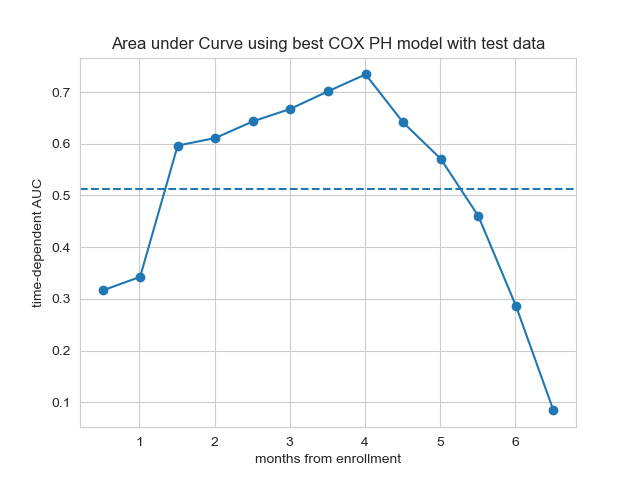 Area under Curve using best COX PH model with test data
time-dependent AUC
0.7
0.6
0.5
0.4
0.3
0.2
0.1
1 2 3 4 5 6
months from enrollment